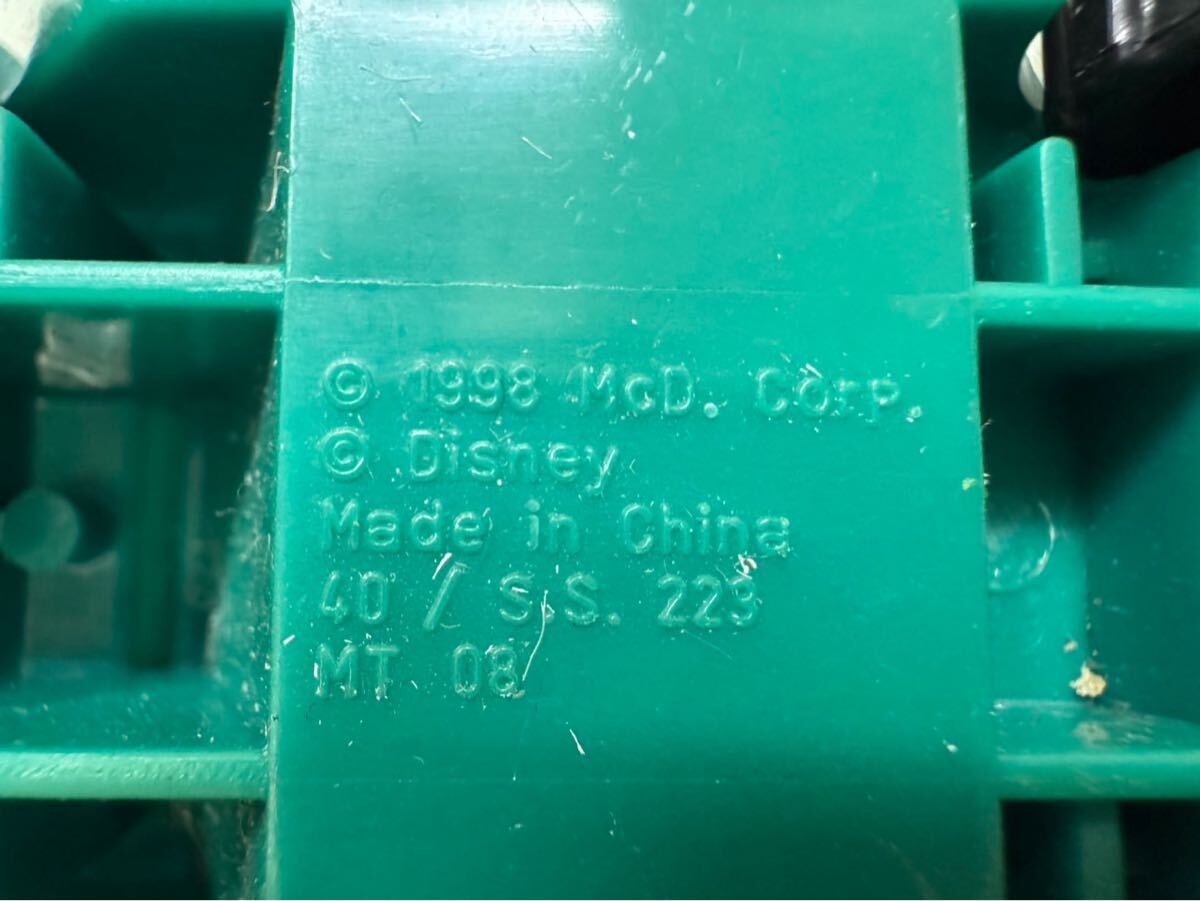 © 1998 McD. Corp.
© Disney
Made in China
40 / S.S. 223
MT 08